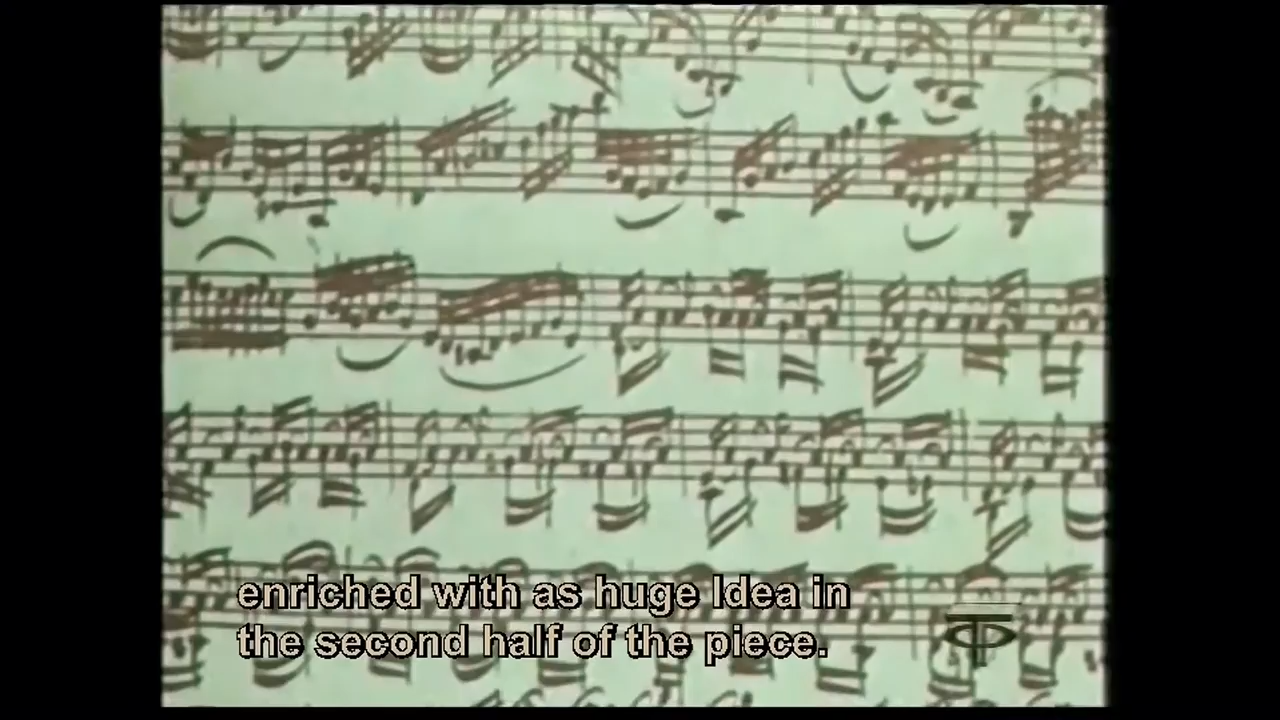 enriched with as huge Idea in
the second half of the piece.